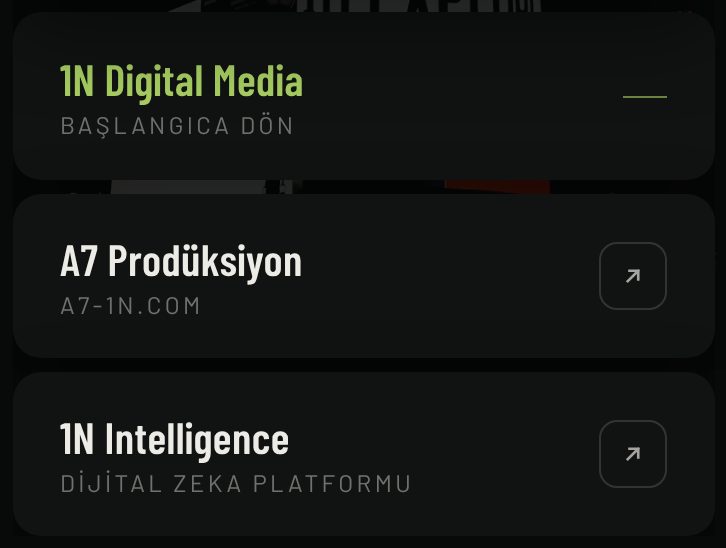 1N Digital Media
BAŞLANGICA DÖN
A7 Prodüksiyon
A7-1N.COM
1N Intelligence
DİJİTAL ZEKA PLATFORMU